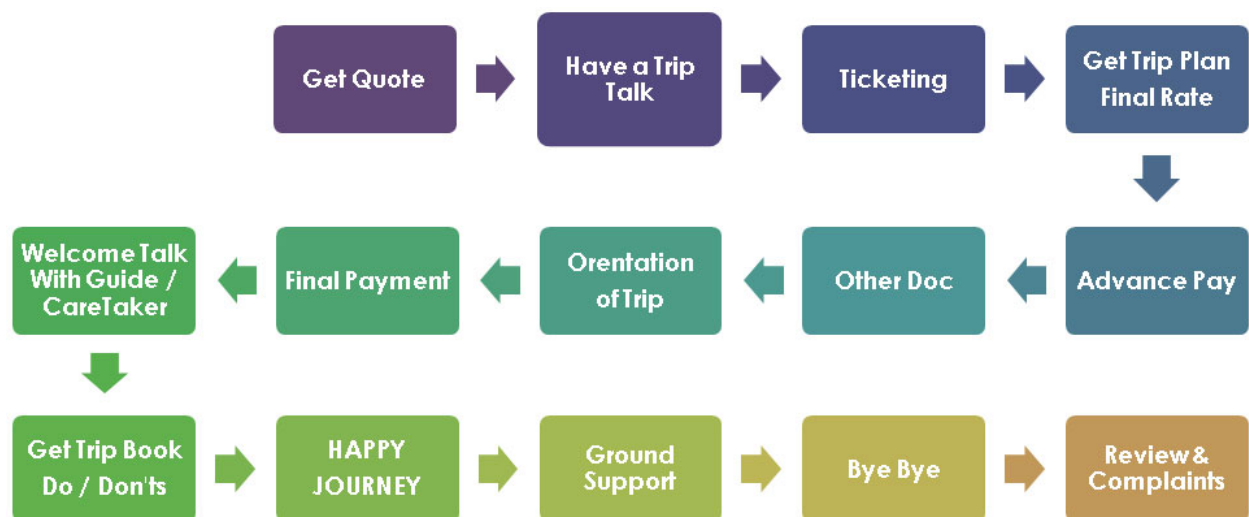 Get Quote
Have a Trip
Talk
Ticketing
Get Trip Plan
Final Rate
Advance Pay
Other Doc
Orentation
of Trip
Final Payment
Welcome Talk
With Guide /
CareTaker
Get Trip Book
Do / Don'ts
HAPPY
JOURNEY
Ground
Support
Bye Bye
Review &
Complaints